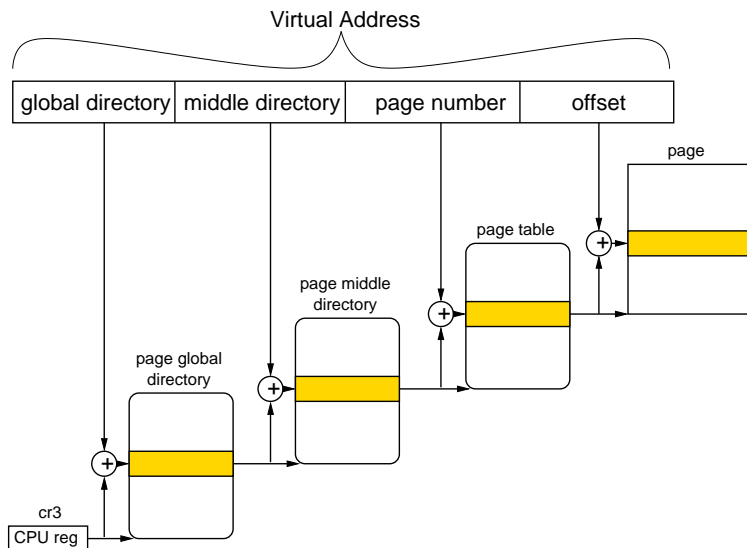 Virtual Address
global directory
middle directory
page number
offset
page
+
page table
+
page middle
directory
+
page global
directory
+
cr3
CPU reg